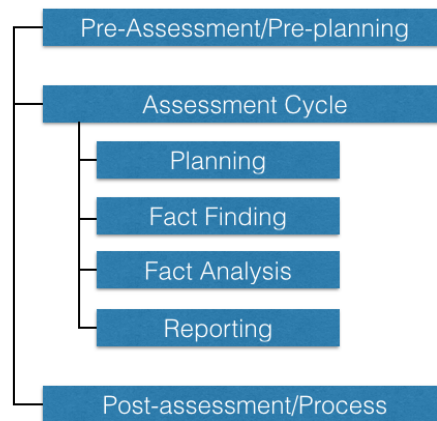 Pre-Assessment/Pre-planning
Assessment Cycle
Planning
Fact Finding
Fact Analysis
Reporting
Post-assessment/Process